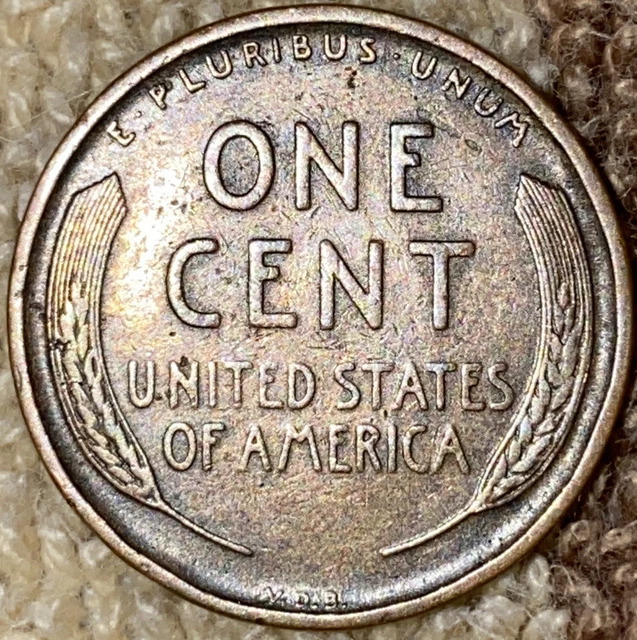 E · PLURIBUS · UNUM
ONE
CENT
UNITED STATES
OF AMERICA
V.D.B.